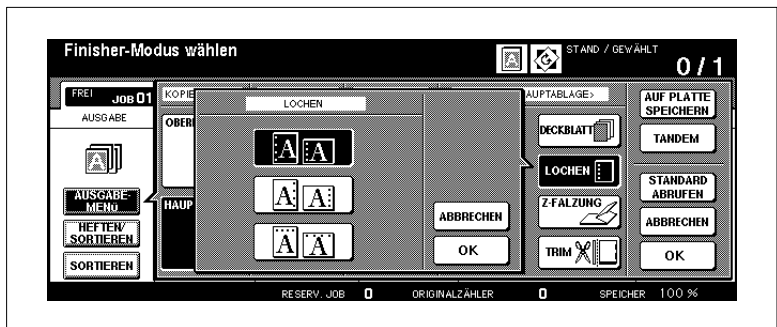 Finisher-Modus wählen
STAND / GEWÄHLT
0 / 1
FREI JOB 01
AUSGABE
AUSGABE-
MENÜ
HEFTEN/
SORTIEREN
SORTIEREN
KOPIE
OBER
HAUP
LOCHEN
A A
A A
A A
ABBRECHEN
OK
AUPTABLAGE>
DECKBLATT
LOCHEN
Z-FALZUNG
TRIM
AUF PLATTE
SPEICHERN
TANDEM
STANDARD
ABRUFEN
ABBRECHEN
OK
RESERV. JOB 0 ORIGINALZÄHLER 0 SPEICHER 100 %